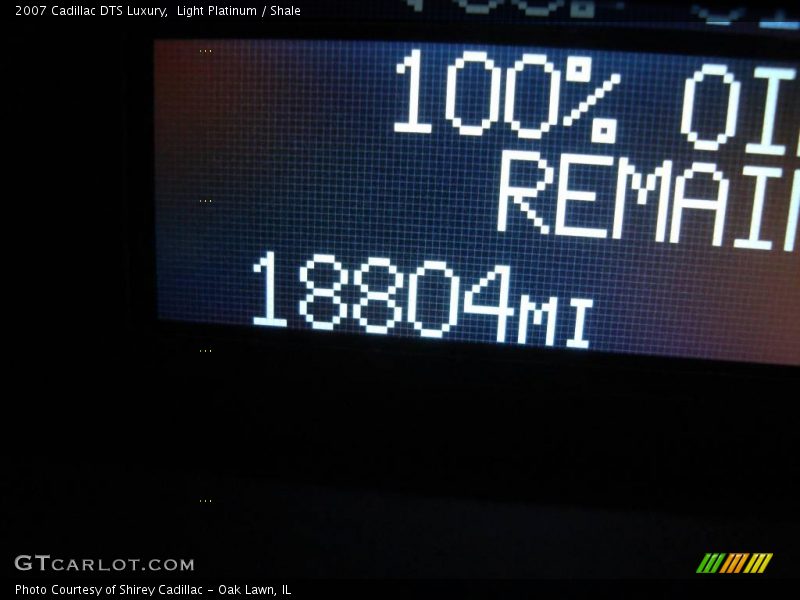 2007 Cadillac DTS Luxury,  Light Platinum / Shale
...
100% OI
...
REMAI
18804MI
...
...
GTCARLOT.COM
Photo Courtesy of Shirey Cadillac - Oak Lawn, IL